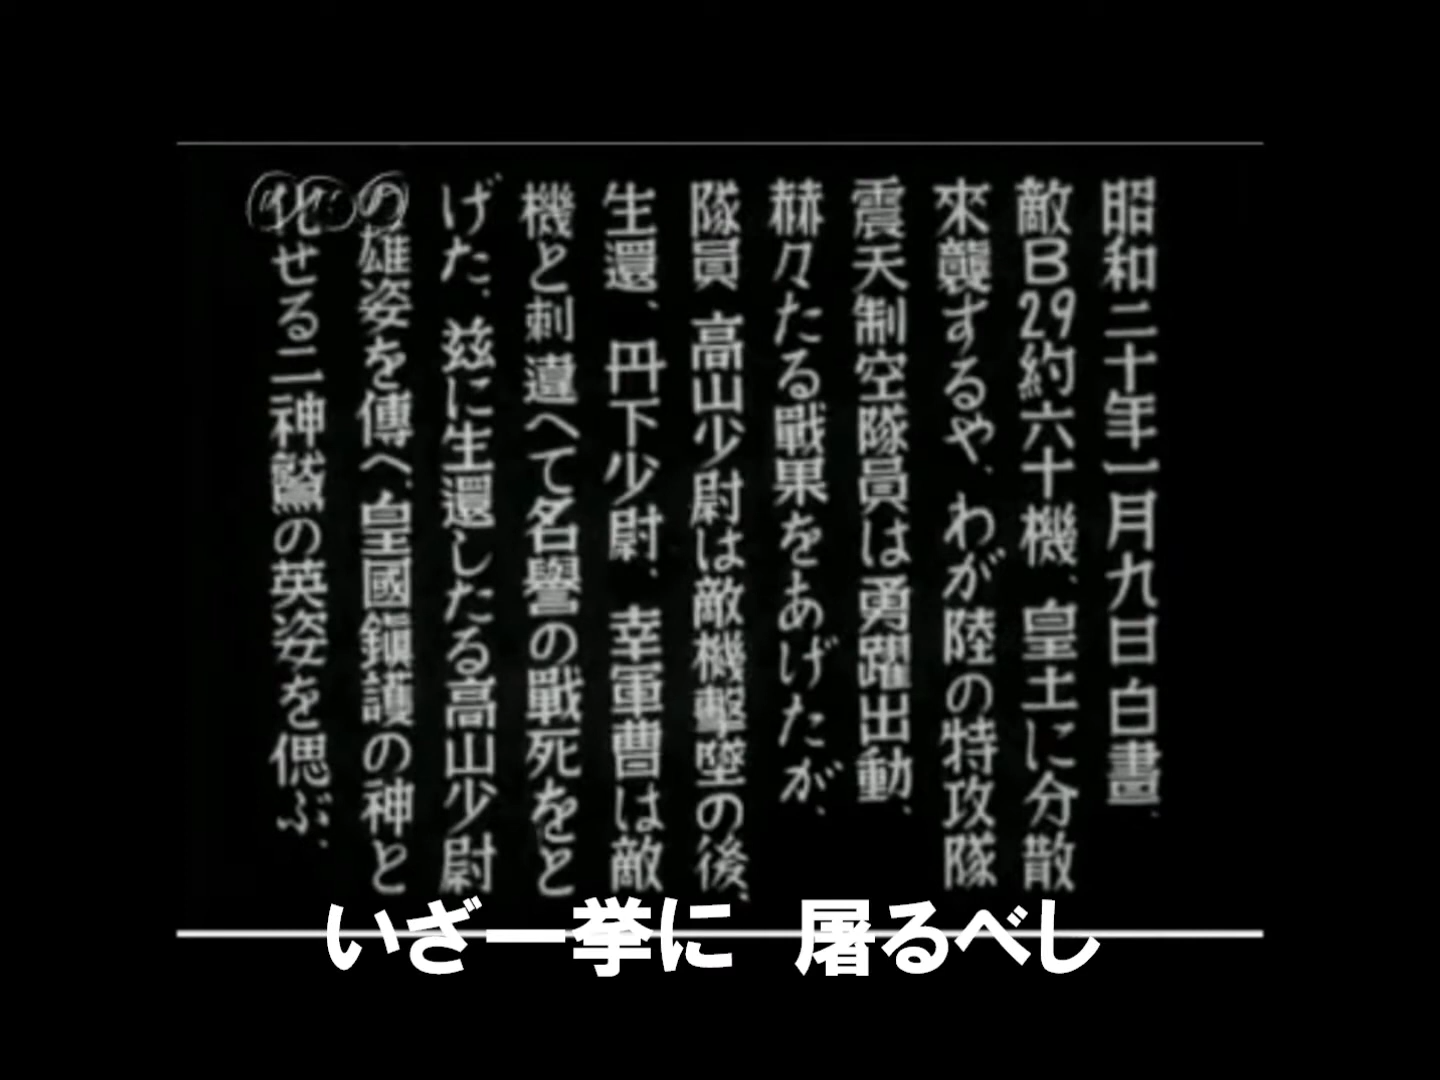 昭和二十年一月九日白晝、
敵B29約六十機、皇土に分散
來襲するや、わが陸の特攻隊
震天制空隊員は勇躍出動、
赫々たる戰果をあげたが、
隊員 高山少尉は敵機擊墜の後、
生還、丹下少尉、幸軍曹は敵
機と刺違へて名譽の戰死をと
げた、玆に生還したる高山少尉
の雄姿を傳へ、皇國鎭護の神と
化せる二神鷲の英姿を偲ぶ、
いざ一挙に 屠るべし